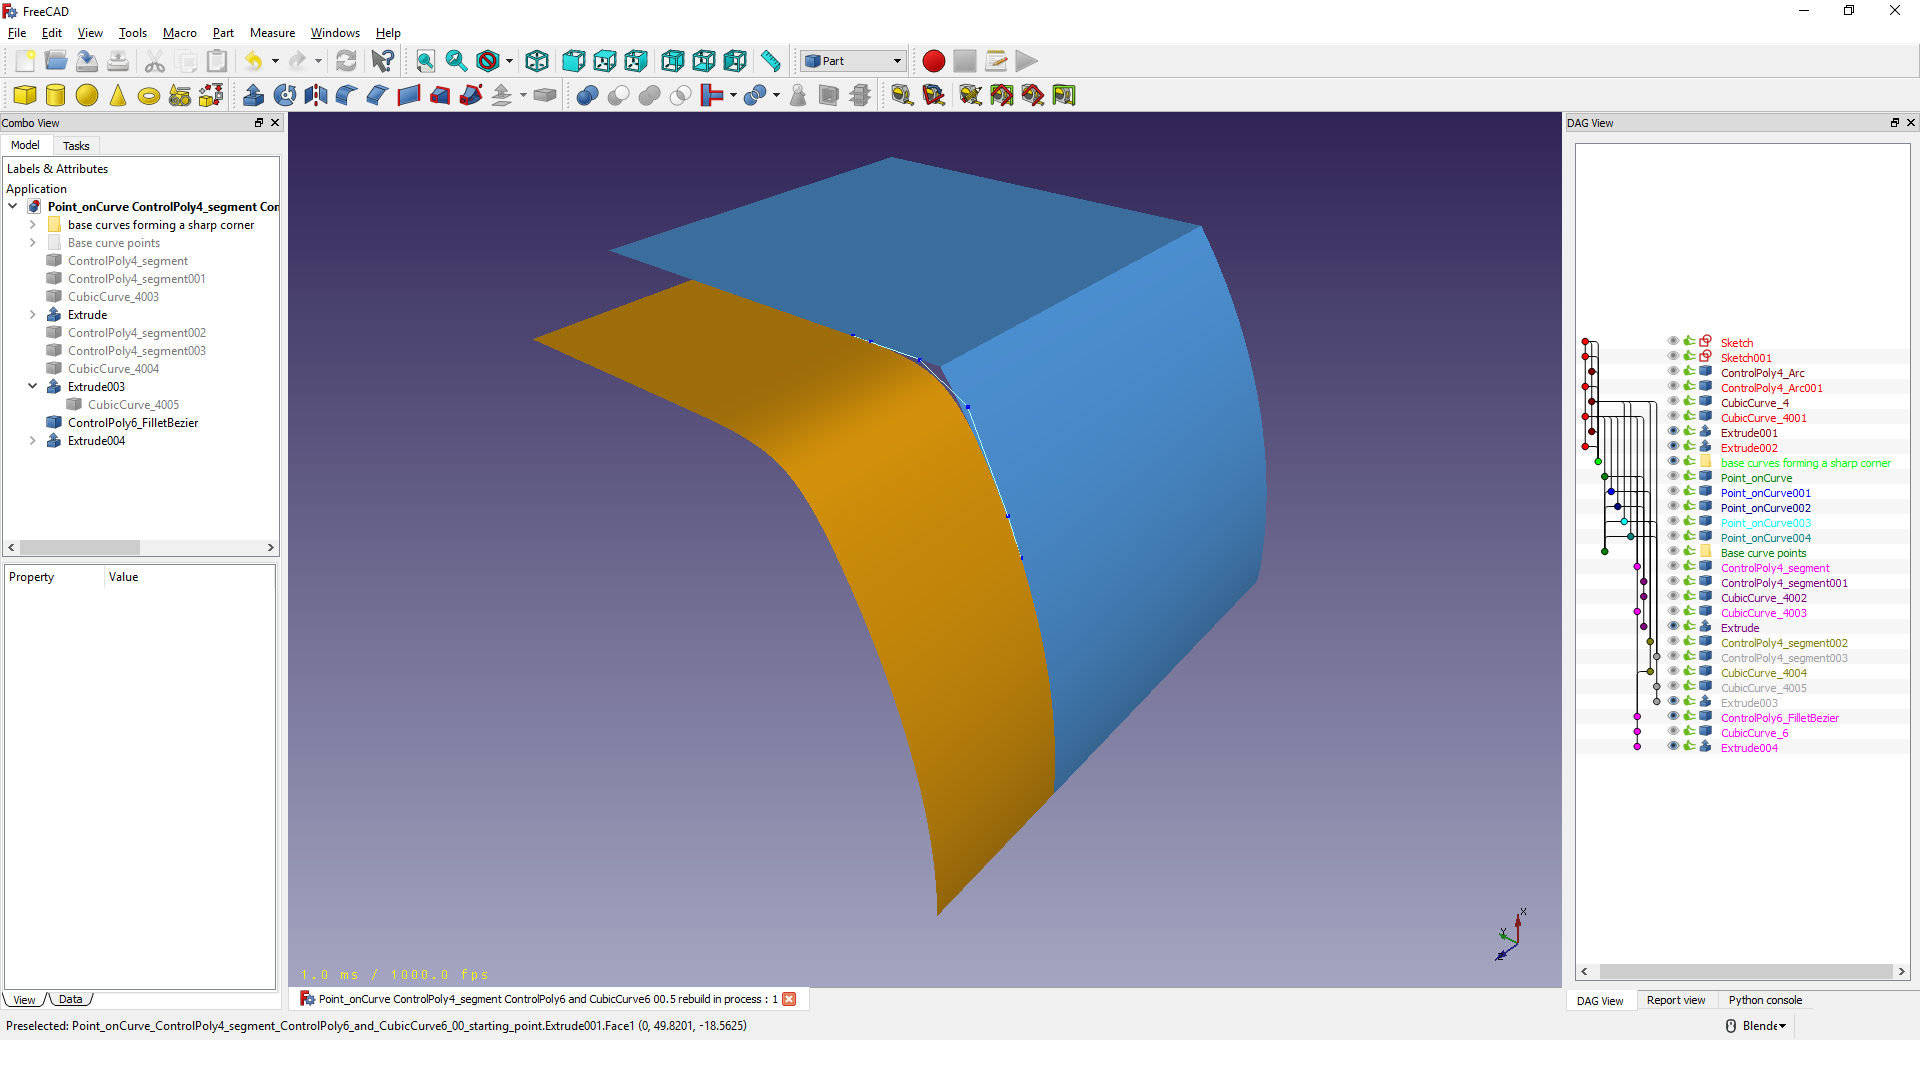 FreeCAD
File Edit View Tools Macro Part Measure Windows Help
Part
Combo View
Model Tasks
Labels & Attributes
Application
Point_onCurve ControlPoly4_segment Con
base curves forming a sharp corner
Base curve points
ControlPoly4_segment
ControlPoly4_segment001
CubicCurve_4003
Extrude
ControlPoly4_segment002
ControlPoly4_segment003
CubicCurve_4004
Extrude003
CubicCurve_4005
ControlPoly6_FilletBezier
Extrude004
Property Value
View Data
1.0 ms / 1000.0 fps
X
Y
Z
Point_onCurve ControlPoly4_segment ControlPoly6 and CubicCurve6 00.5 rebuild in process : 1
DAG View
Sketch
Sketch001
ControlPoly4_Arc
ControlPoly4_Arc001
CubicCurve_4
CubicCurve_4001
Extrude001
Extrude002
base curves forming a sharp corner
Point_onCurve
Point_onCurve001
Point_onCurve002
Point_onCurve003
Point_onCurve004
Base curve points
ControlPoly4_segment
ControlPoly4_segment001
CubicCurve_4002
CubicCurve_4003
Extrude
ControlPoly4_segment002
ControlPoly4_segment003
CubicCurve_4004
CubicCurve_4005
Extrude003
ControlPoly6_FilletBezier
CubicCurve_6
Extrude004
DAG View Report view Python console
Preselected: Point_onCurve_ControlPoly4_segment_ControlPoly6_and_CubicCurve6_00_starting_point.Extrude001.Face1 (0, 49.8201, -18.5625)
Blende